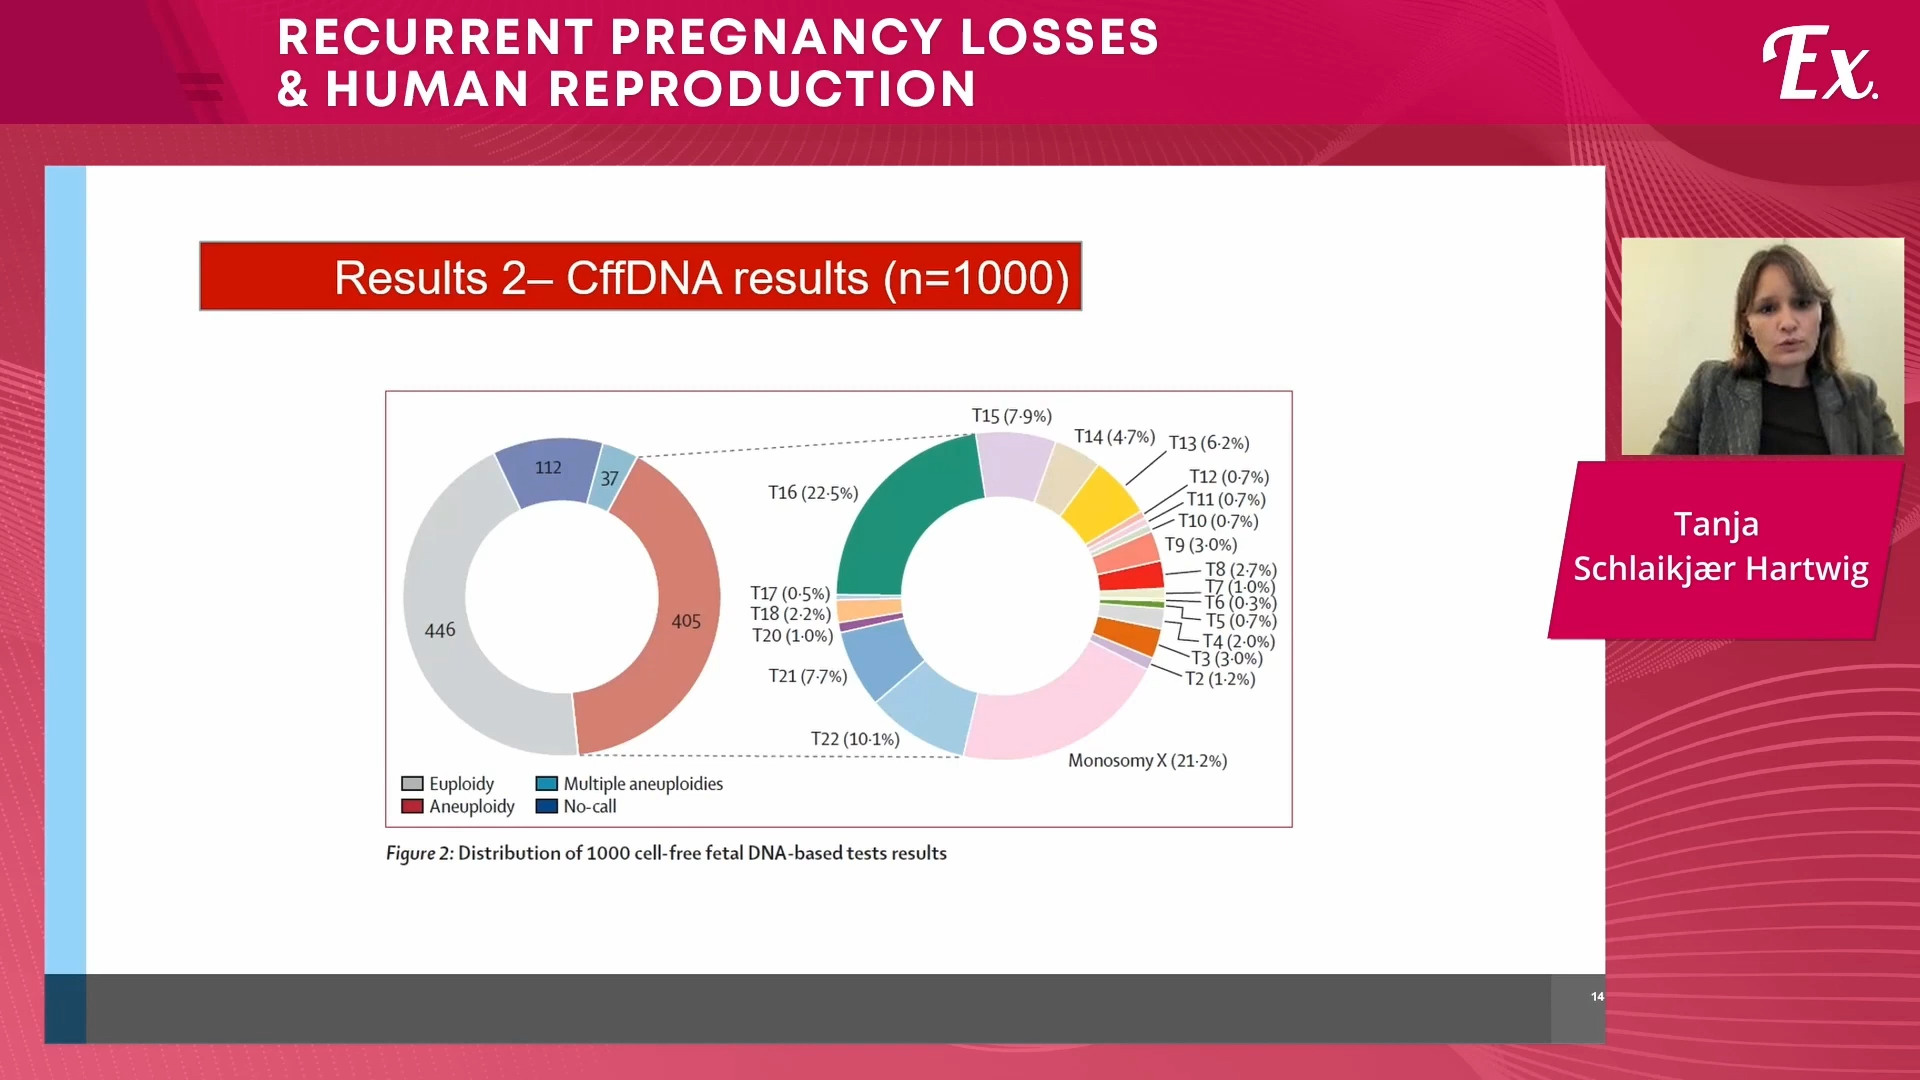 RECURRENT PREGNANCY LOSSES
& HUMAN REPRODUCTION
Ex.
Results 2– CffDNA results (n=1000)
112
37
446
405
T15 (7·9%)
T14 (4·7%)
T13 (6·2%)
T12 (0·7%)
T11 (0·7%)
T10 (0·7%)
T9 (3·0%)
T8 (2·7%)
T7 (1·0%)
T6 (0·3%)
T5 (0·7%)
T4 (2·0%)
T3 (3·0%)
T2 (1·2%)
Monosomy X (21·2%)
T22 (10·1%)
T21 (7·7%)
T20 (1·0%)
T18 (2·2%)
T17 (0·5%)
T16 (22·5%)
Euploidy
Multiple aneuploidies
Aneuploidy
No-call
Figure 2: Distribution of 1000 cell-free fetal DNA-based tests results
14
Tanja
Schlaikjær Hartwig